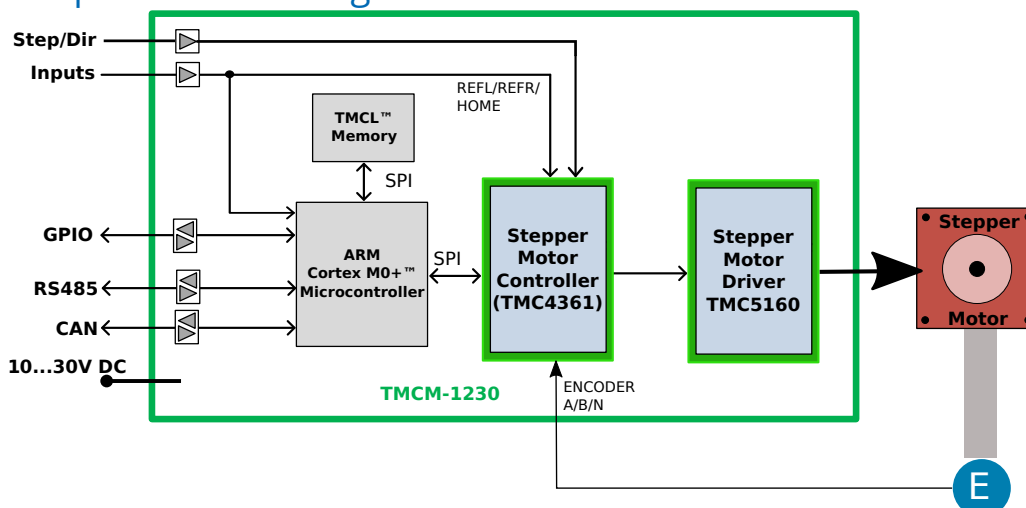 Step/Dir
Inputs
REFL/REFR/
HOME
TMCL™
Memory
SPI
GPIO
RS485
CAN
10...30V DC
ARM
Cortex M0+™
Microcontroller
SPI
Stepper
Motor
Controller
(TMC4361)
Stepper
Motor
Driver
TMC5160
Stepper
Motor
TMCM-1230
ENCODER
A/B/N
E